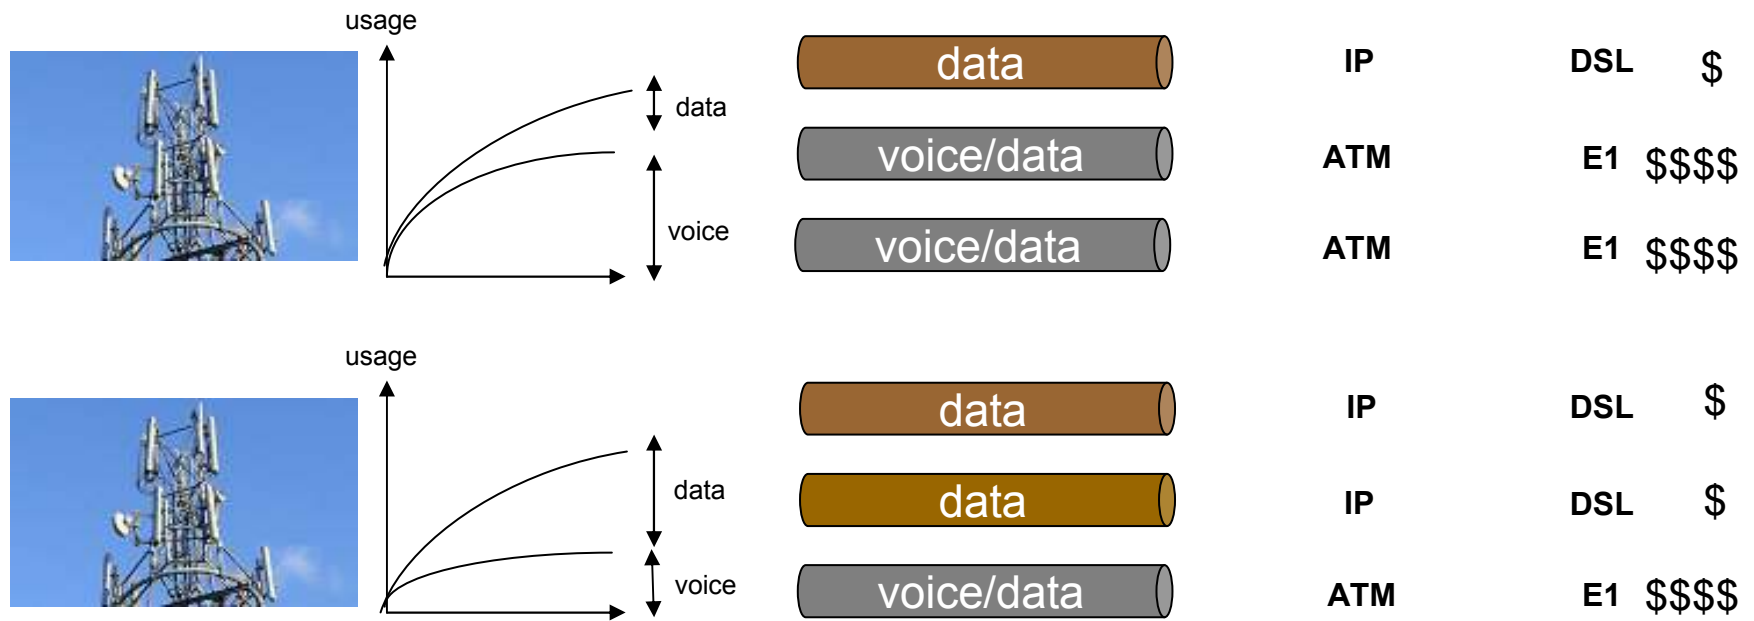 usage
data
voice
data IP DSL $
voice/data ATM E1 $$$$
voice/data ATM E1 $$$$
usage
data
voice
data IP DSL $
data IP DSL $
voice/data ATM E1 $$$$